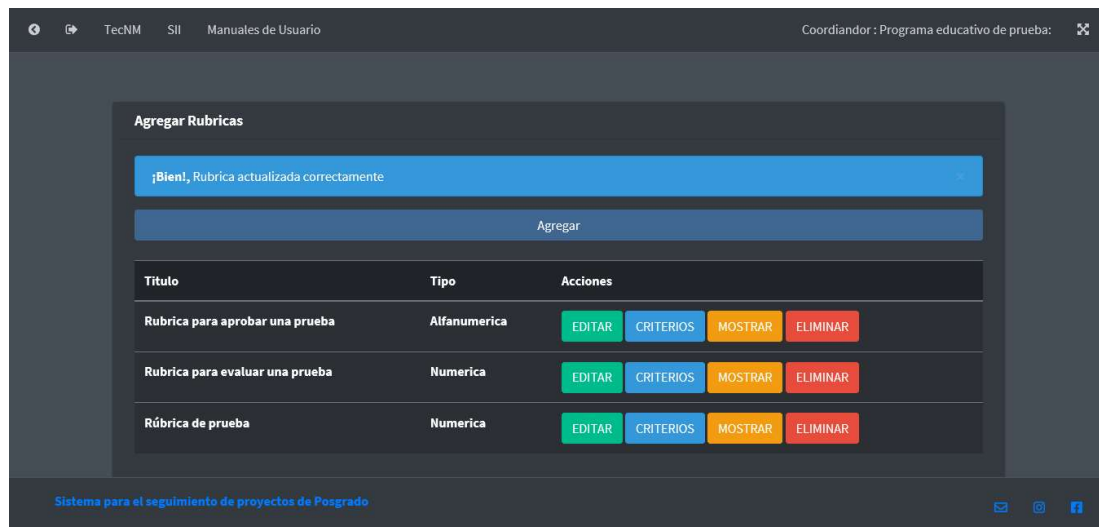 TecNM SII Manuales de Usuario Coordiandor : Programa educativo de prueba:
Agregar Rubricas
¡Bien!, Rubrica actualizada correctamente ×
Agregar
Titulo Tipo Acciones
Rubrica para aprobar una prueba Alfanumerica EDITAR CRITERIOS MOSTRAR ELIMINAR
Rubrica para evaluar una prueba Numerica EDITAR CRITERIOS MOSTRAR ELIMINAR
Rúbrica de prueba Numerica EDITAR CRITERIOS MOSTRAR ELIMINAR
Sistema para el seguimiento de proyectos de Posgrado